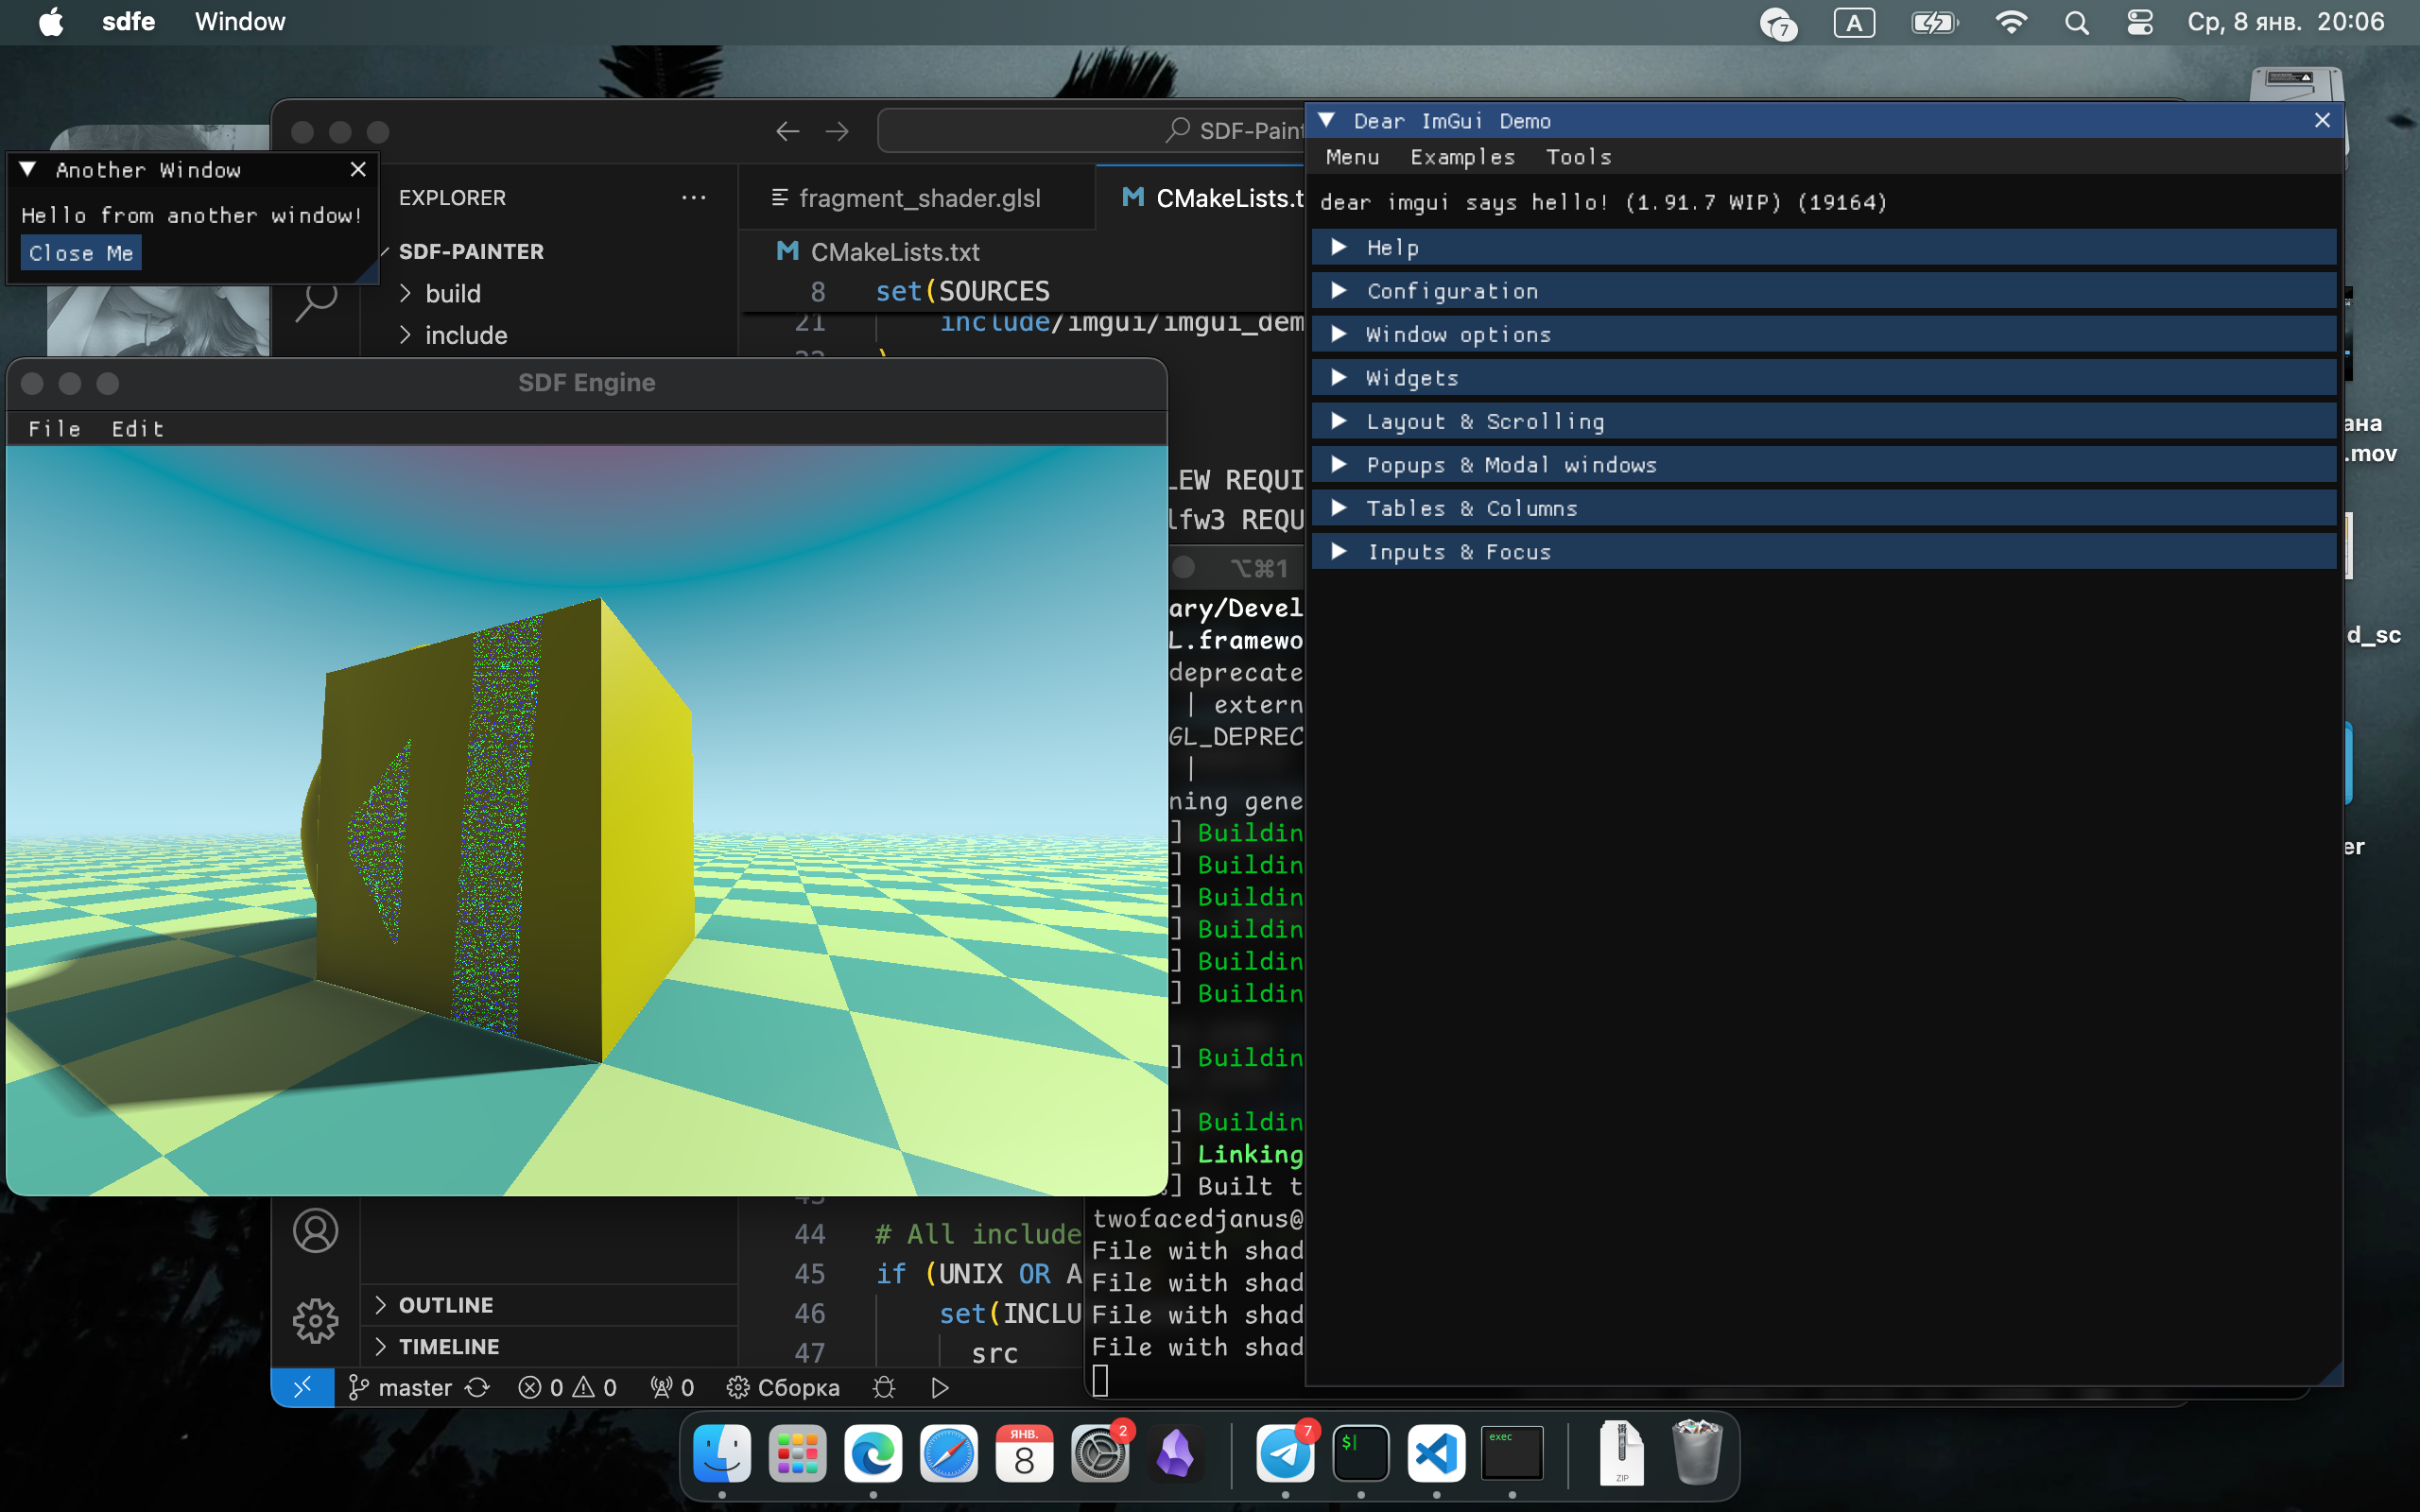 sdfe Window
7 A Ср, 8 янв. 20:06
SDF-Paint
Another Window
Hello from another window!
Close Me
EXPLORER ...
SDF-PAINTER
build
include
fragment_shader.glsl
M CMakeLists.t
M CMakeLists.txt
8 set(SOURCES
21 include/imgui/imgui_dem
)
LEW REQUI
lfw3 REQU
SDF Engine
File Edit
⌥⌘1
ary/Devel
L.framewo
deprecate
| extern
GL_DEPREC
|
ning gene
] Buildin
] Buildin
] Buildin
] Buildin
] Buildin
] Buildin
] Buildin
] Buildin
] Linking
] Built t
twofacedjanus@
File with shad
File with shad
File with shad
File with shad
44 # All include
45 if (UNIX OR A
46 set(INCLU
47 src
OUTLINE
TIMELINE
master 0 0 0 Сборка
Dear ImGui Demo
Menu Examples Tools
dear imgui says hello! (1.91.7 WIP) (19164)
Help
Configuration
Window options
Widgets
Layout & Scrolling
Popups & Modal windows
Tables & Columns
Inputs & Focus
ана
.mov
d_sc
er
ЯНВ.
8
2
7
$
exec
ZIP